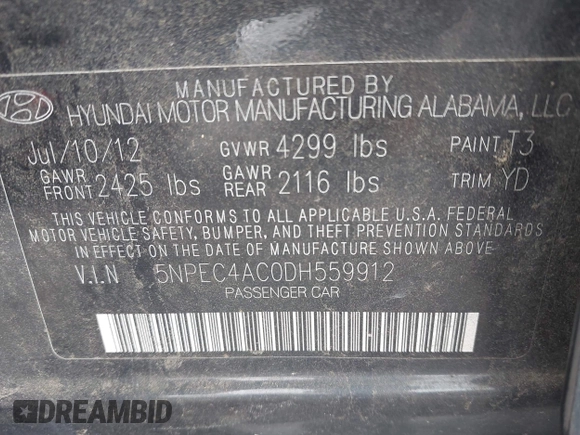 MANUFACTURED BY
HYUNDAI MOTOR MANUFACTURING ALABAMA, LLC
Jul/10/12 GVWR 4299 lbs PAINT T3
GAWR FRONT 2425 lbs GAWR REAR 2116 lbs TRIM YD
THIS VEHICLE CONFORMS TO ALL APPLICABLE U.S.A. FEDERAL
MOTOR VEHICLE SAFETY, BUMPER, AND THEFT PREVENTION STANDARDS
IN EFFECT ON THE DATE OF MANUFACTURE SHOWN ABOVE.
V.I.N 5NPEC4AC0DH559912
PASSENGER CAR
DREAMBID